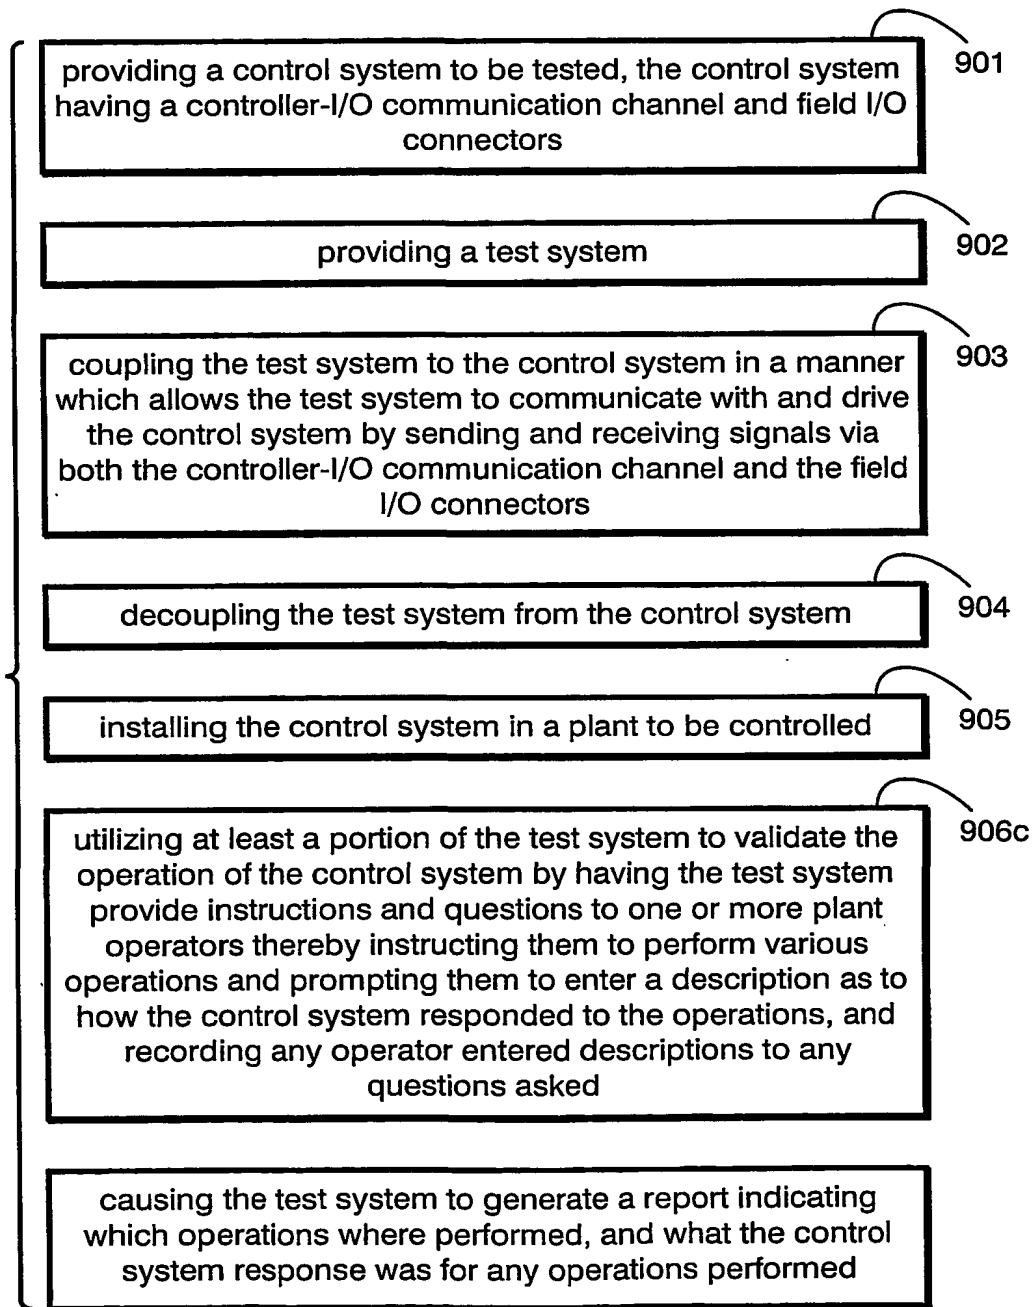 providing a control system to be tested, the control system
having a controller-I/O communication channel and field I/O
connectors
901
providing a test system
902
coupling the test system to the control system in a manner
which allows the test system to communicate with and drive
the control system by sending and receiving signals via
both the controller-I/O communication channel and the field
I/O connectors
903
decoupling the test system from the control system
904
installing the control system in a plant to be controlled
905
utilizing at least a portion of the test system to validate the
operation of the control system by having the test system
provide instructions and questions to one or more plant
operators thereby instructing them to perform various
operations and prompting them to enter a description as to
how the control system responded to the operations, and
recording any operator entered descriptions to any
questions asked
906c
causing the test system to generate a report indicating
which operations where performed, and what the control
system response was for any operations performed